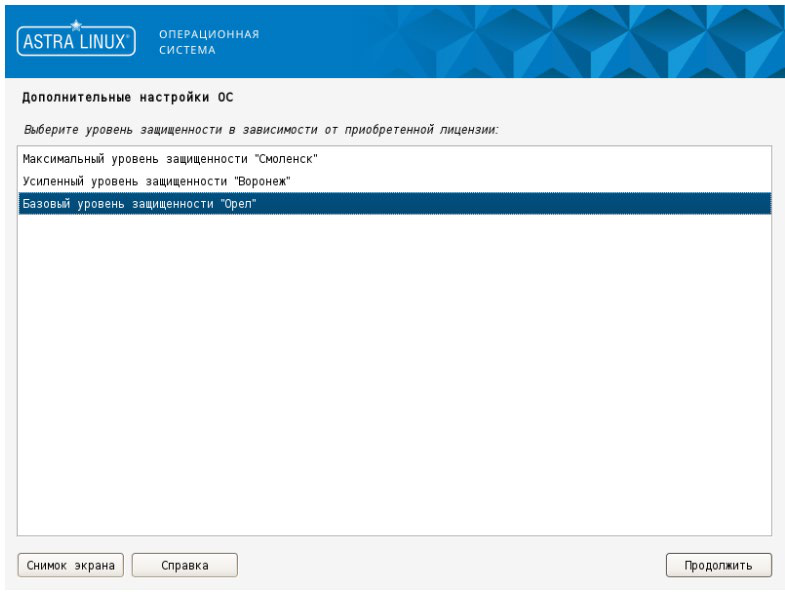 ASTRA LINUX®
ОПЕРАЦИОННАЯ
СИСТЕМА
Дополнительные настройки ОС
Выберите уровень защищенности в зависимости от приобретенной лицензии:
Максимальный уровень защищенности "Смоленск"
Усиленный уровень защищенности "Воронеж"
Базовый уровень защищенности "Орел"
Снимок экрана
Справка
Продолжить